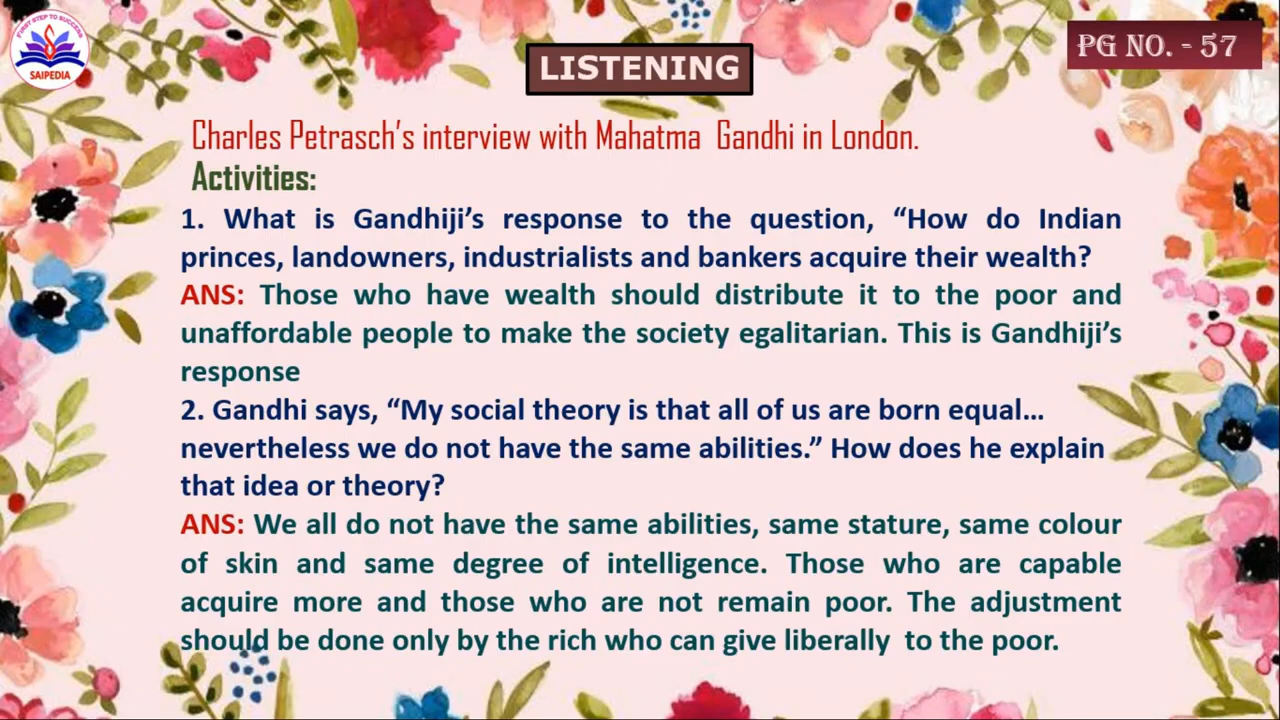 FIRST STEP TO SUCCESS
SAIPEDIA
LISTENING
PG NO. - 57
Charles Petrasch’s interview with Mahatma Gandhi in London.
Activities:
1. What is Gandhiji’s response to the question, “How do Indian
princes, landowners, industrialists and bankers acquire their wealth?
ANS: Those who have wealth should distribute it to the poor and
unaffordable people to make the society egalitarian. This is Gandhiji’s
response
2. Gandhi says, “My social theory is that all of us are born equal…
nevertheless we do not have the same abilities.” How does he explain
that idea or theory?
ANS: We all do not have the same abilities, same stature, same colour
of skin and same degree of intelligence. Those who are capable
acquire more and those who are not remain poor. The adjustment
should be done only by the rich who can give liberally to the poor.